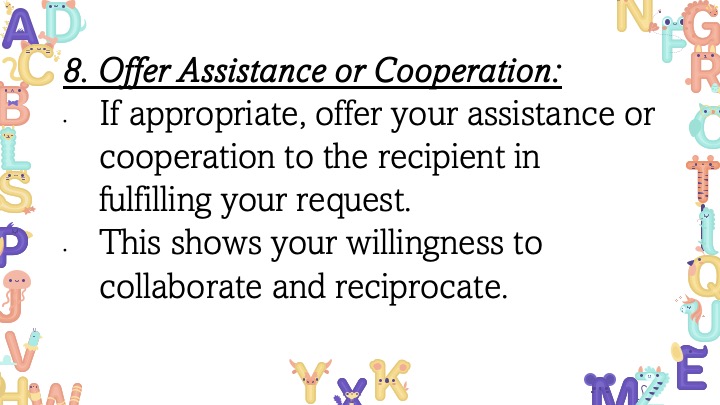 8. Offer Assistance or Cooperation:
• If appropriate, offer your assistance or
cooperation to the recipient in
fulfilling your request.
• This shows your willingness to
collaborate and reciprocate.
A
D
C
B
L
S
P
J
V
H
W
Y
X
K
N
F
G
R
O
T
I
Q
U
E
M
Z